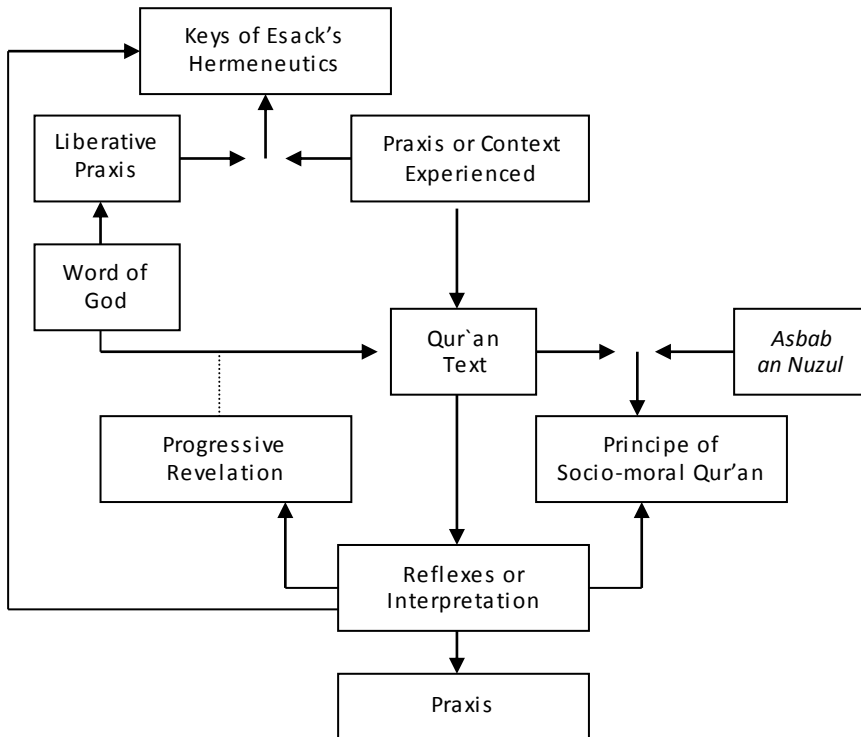 Keys of Esack’s
Hermeneutics
Liberative
Praxis
Praxis or Context
Experienced
Word of
God
Qur`an
Text
Asbab
an Nuzul
Progressive
Revelation
Principe of
Socio-moral Qur’an
Reflexes or
Interpretation
Praxis